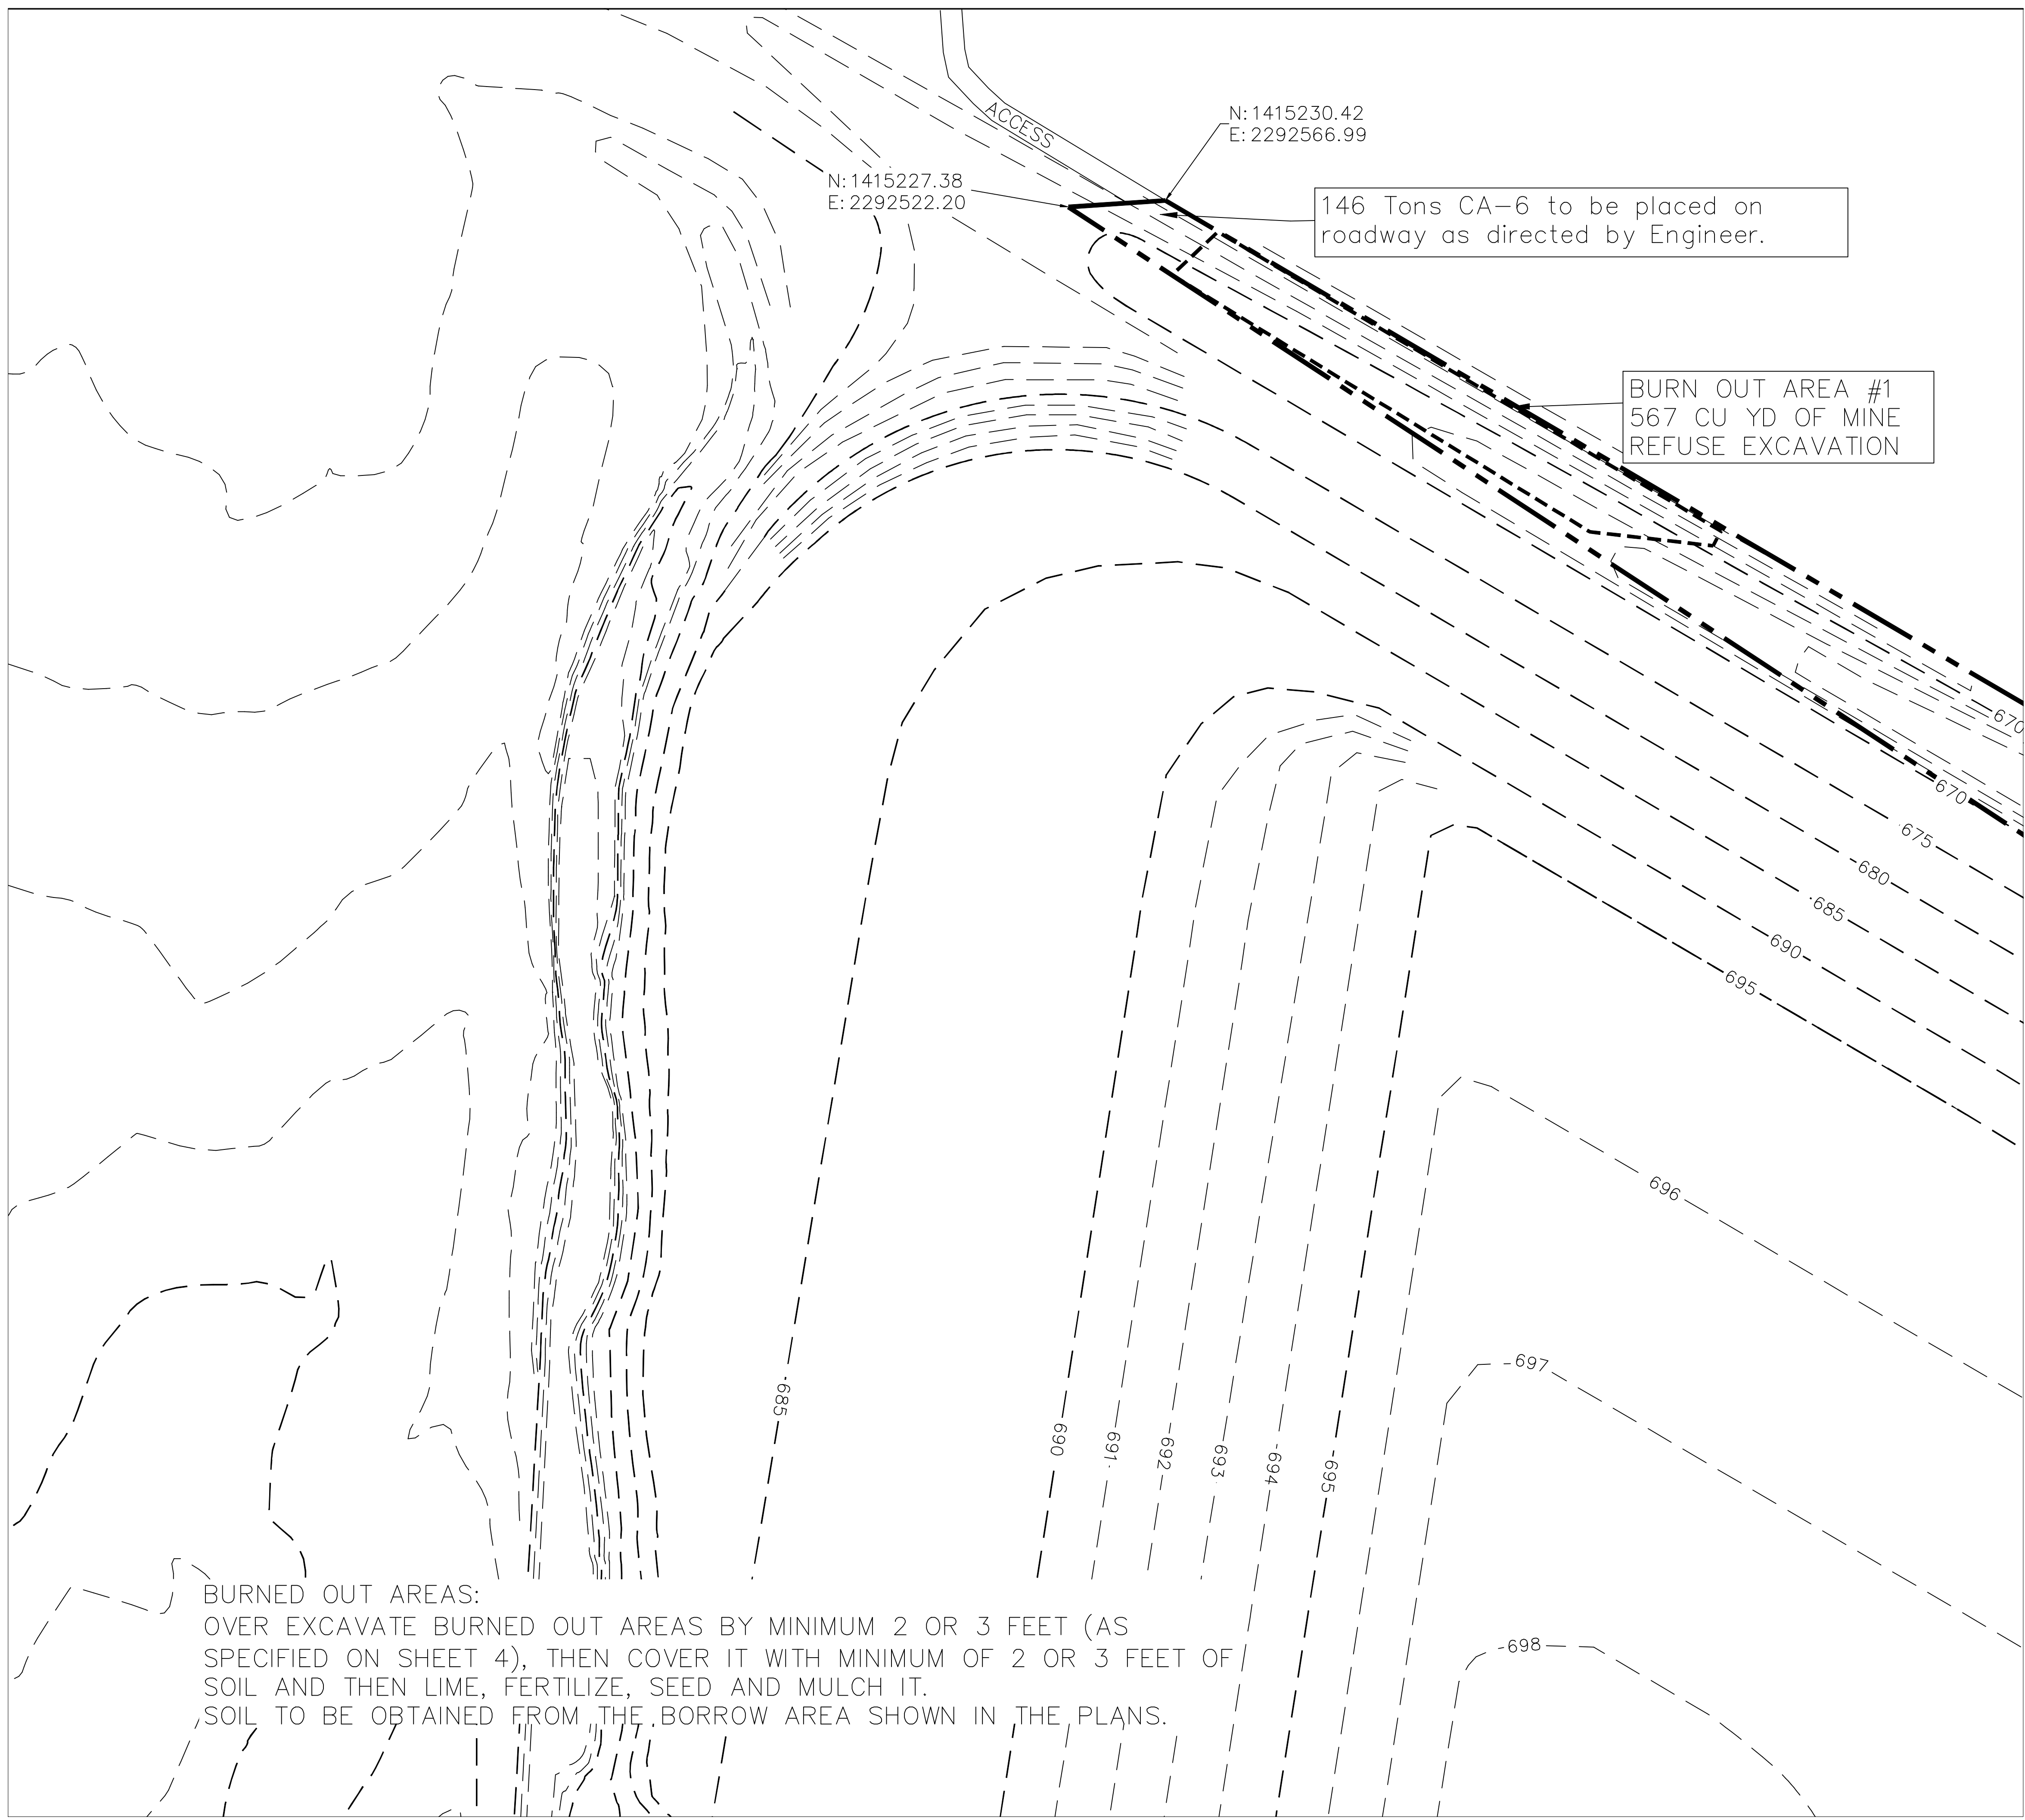 ACCESS
N:1415230.42
E:2292566.99
N:1415227.38
E:2292522.20
146 Tons CA-6 to be placed on
roadway as directed by Engineer.
BURN OUT AREA #1
567 CU YD OF MINE
REFUSE EXCAVATION
670
670
675
680
685
690
695
696
697
685
690
691
692
693
694
695
698
BURNED OUT AREAS:
OVER EXCAVATE BURNED OUT AREAS BY MINIMUM 2 OR 3 FEET (AS
SPECIFIED ON SHEET 4), THEN COVER IT WITH MINIMUM OF 2 OR 3 FEET OF
SOIL AND THEN LIME, FERTILIZE, SEED AND MULCH IT.
SOIL TO BE OBTAINED FROM THE BORROW AREA SHOWN IN THE PLANS.